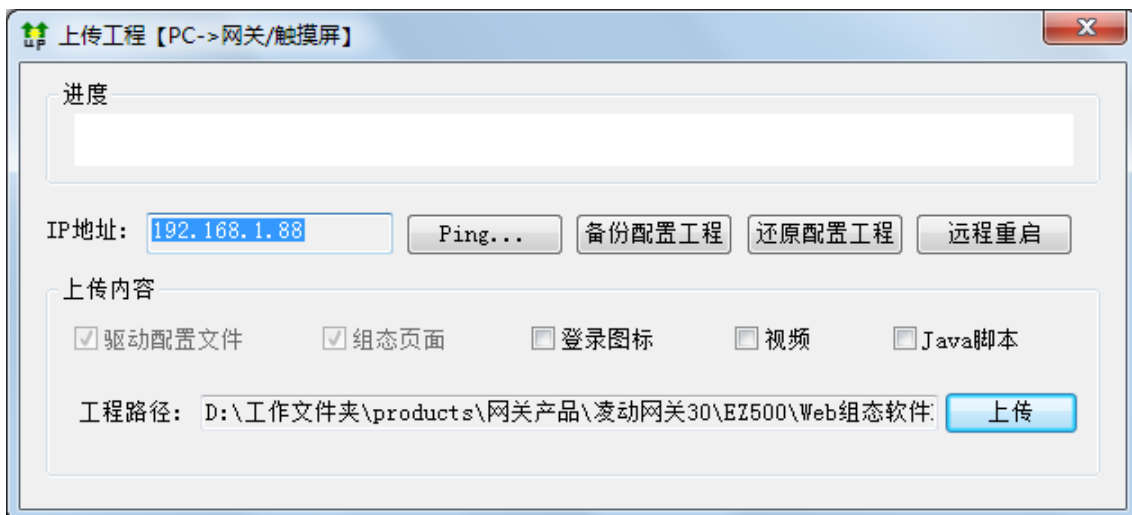 up 上传工程【PC->网关/触摸屏】
进度
IP地址: 192.168.1.88 Ping... 备份配置工程 还原配置工程 远程重启
上传内容
驱动配置文件 组态页面 登录图标 视频 Java脚本
工程路径: D:\工作文件夹\products\网关产品\凌动网关30\EZ500\Web组态软件 上传